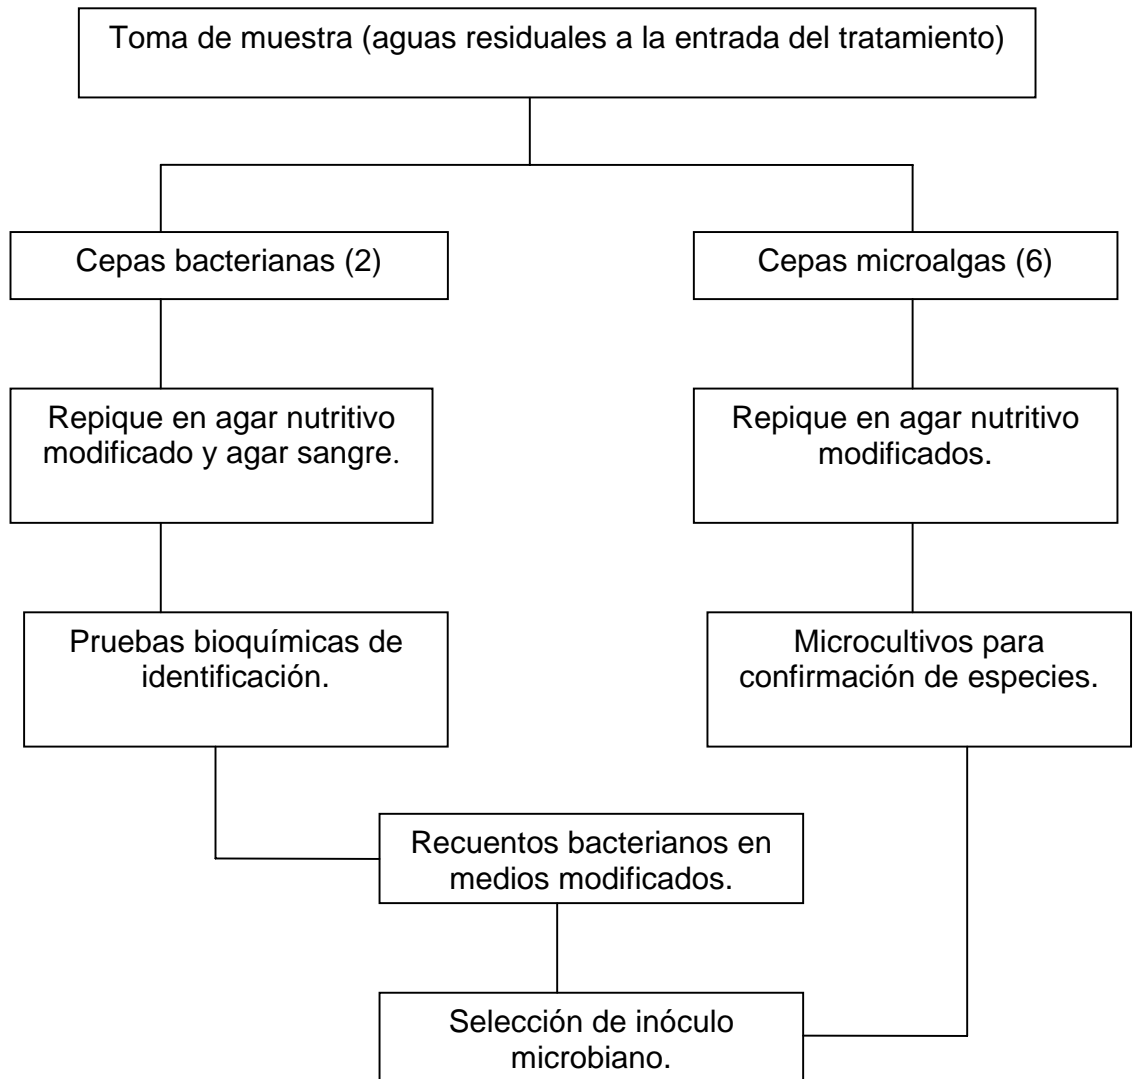 Toma de muestra (aguas residuales a la entrada del tratamiento)
Cepas bacterianas (2)
Cepas microalgas (6)
Repique en agar nutritivo
modificado y agar sangre.
Repique en agar nutritivo
modificados.
Pruebas bioquímicas de
identificación.
Microcultivos para
confirmación de especies.
Recuentos bacterianos en
medios modificados.
Selección de inóculo
microbiano.